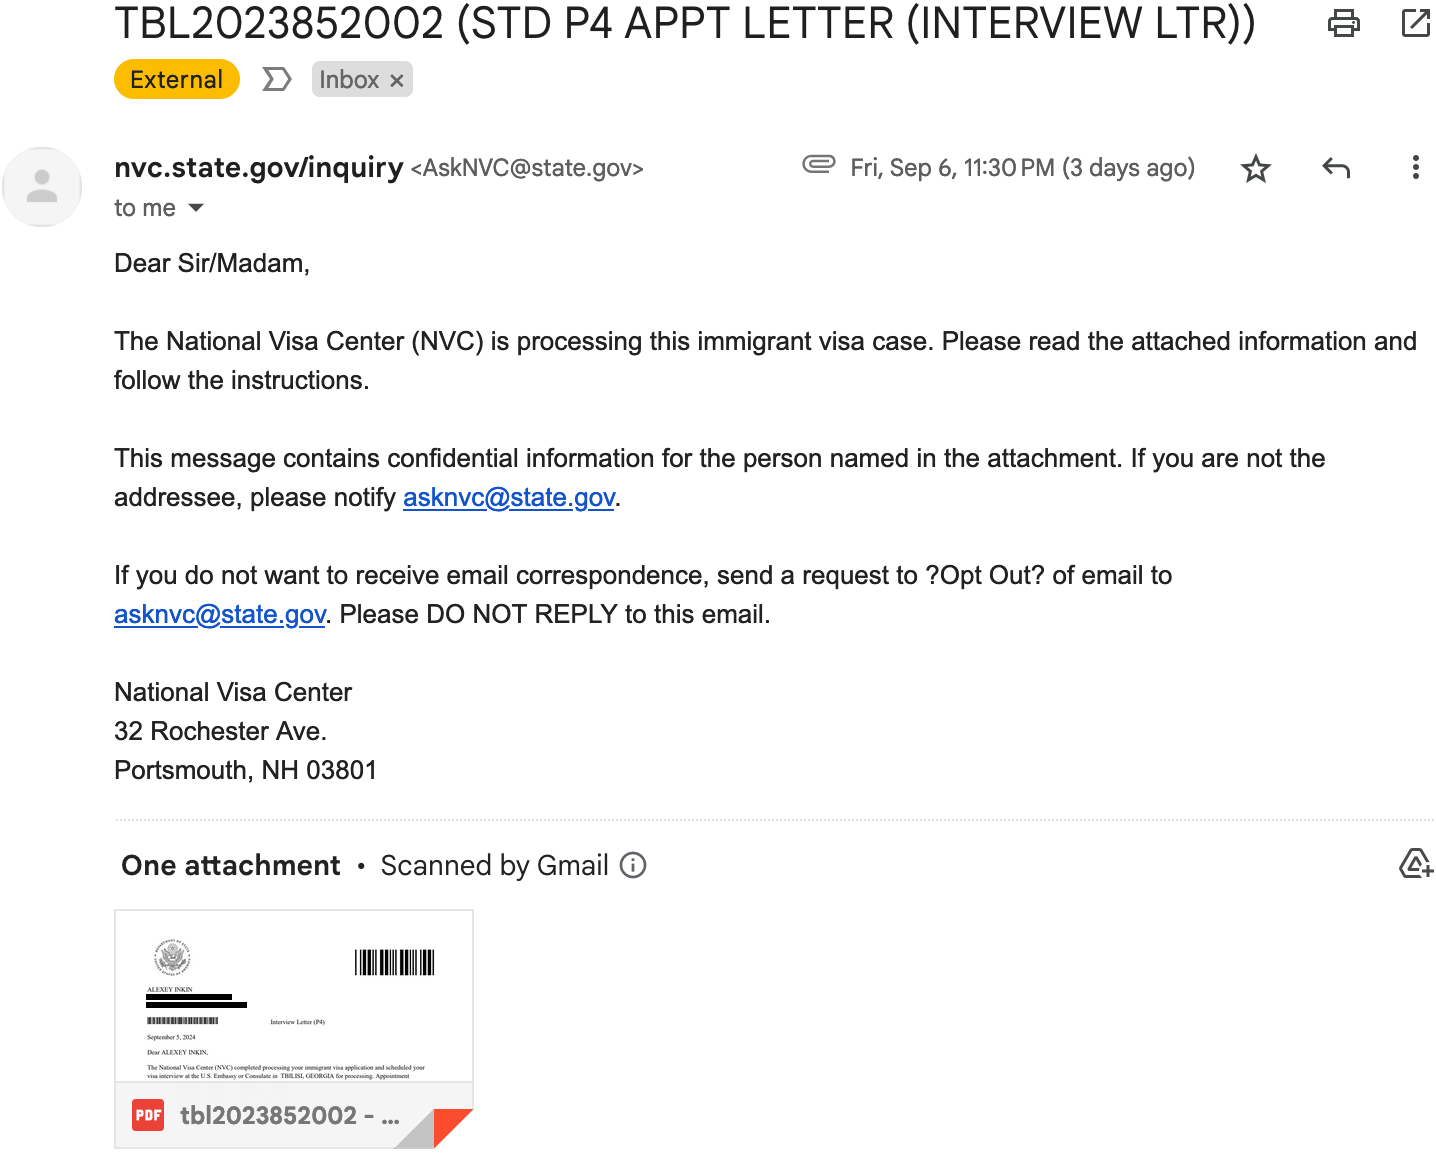 TBL2023852002 (STD P4 APPT LETTER (INTERVIEW LTR))
External
Inbox ×
nvc.state.gov/inquiry <AskNVC@state.gov>
Fri, Sep 6, 11:30 PM (3 days ago)
to me
Dear Sir/Madam,
The National Visa Center (NVC) is processing this immigrant visa case. Please read the attached information and
follow the instructions.
This message contains confidential information for the person named in the attachment. If you are not the
addressee, please notify asknvc@state.gov.
If you do not want to receive email correspondence, send a request to ?Opt Out? of email to
asknvc@state.gov. Please DO NOT REPLY to this email.
National Visa Center
32 Rochester Ave.
Portsmouth, NH 03801
One attachment • Scanned by Gmail
ALEXEY INKIN
Interview Letter (P4)
September 5, 2024
Dear ALEXEY INKIN,
The National Visa Center (NVC) completed processing your immigrant visa application and scheduled your
visa interview at the U.S. Embassy or Consulate in TBILISI, GEORGIA for processing. Appointment
PDF
tbl2023852002 - ...